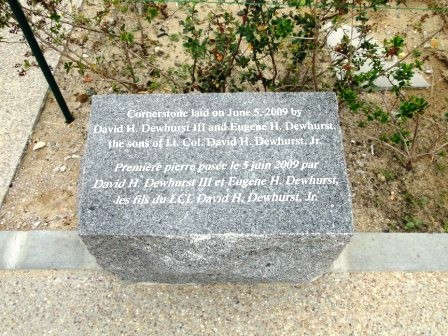 Cornerstone laid on June 5, 2009 by
David H. Dewhurst III and Eugene H. Dewhurst,
the sons of Lt. Col. David H. Dewhurst, Jr.
Première pierre posée le 5 juin 2009 par
David H. Dewhurst III et Eugène H. Dewhurst,
les fils du LCL David H. Dewhurst, Jr.